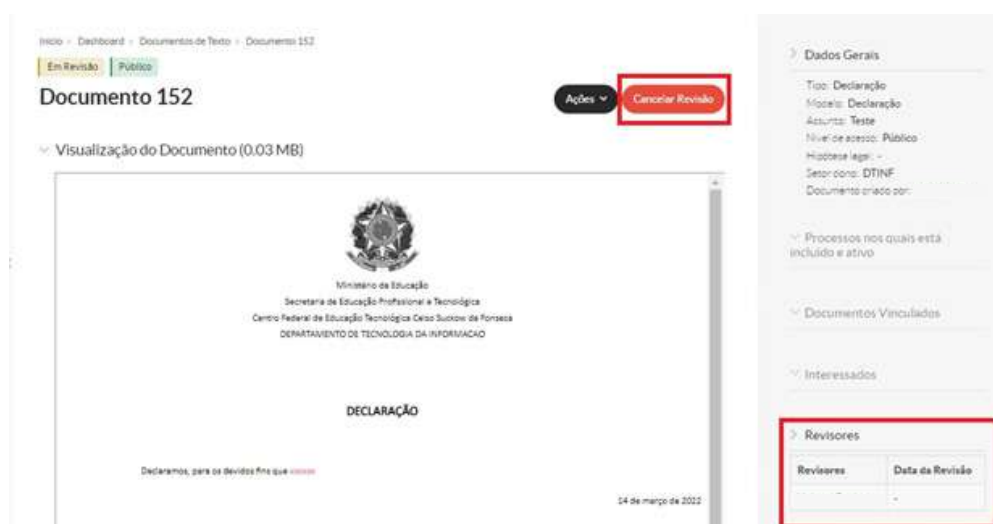 Início › Dashboard › Documentos de Texto › Documento 152
Em Revisão Público
Documento 152
Ações Cancelar Revisão
Visualização do Documento (0.03 MB)
Ministério da Educação
Secretaria de Educação Profissional e Tecnológica
Centro Federal de Educação Tecnológica Celso Suckow da Fonseca
DEPARTAMENTO DE TECNOLOGIA DA INFORMACAO
DECLARAÇÃO
Declaramos, para os devidos fins que
14 de março de 2022
Dados Gerais
Tipo: Declaração
Modelo: Declaração
Assunto: Teste
Nível de acesso: Público
Hipótese legal: -
Setor dono: DTINF
Documento criado por:
Processos nos quais está
incluído e ativo
Documentos Vinculados
Interessados
Revisores
Revisores Data da Revisão
-